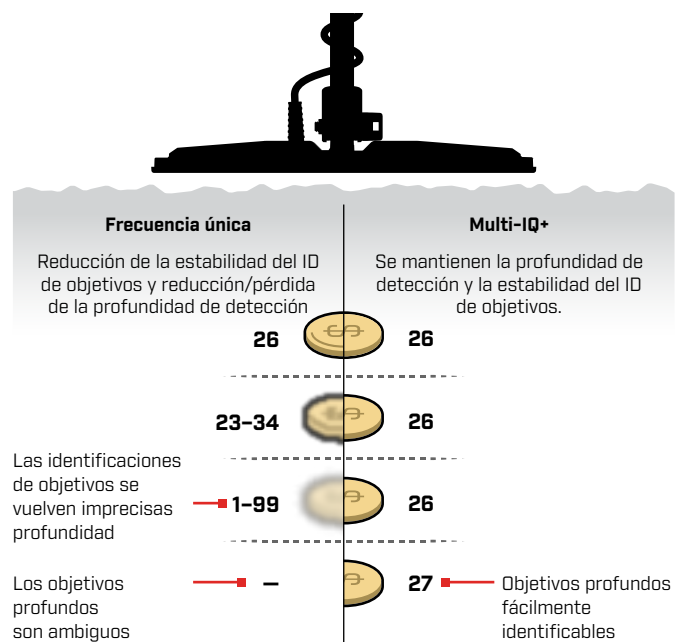 Frecuencia única
Reducción de la estabilidad del ID
de objetivos y reducción/pérdida
de la profundidad de detección
Multi-IQ+
Se mantienen la profundidad de
detección y la estabilidad del ID
de objetivos.
26
26
23-34
26
Las identificaciones
de objetivos se
vuelven imprecisas
profundidad
1-99
26
Los objetivos
profundos
son ambiguos
–
27
Objetivos profundos
fácilmente
identificables